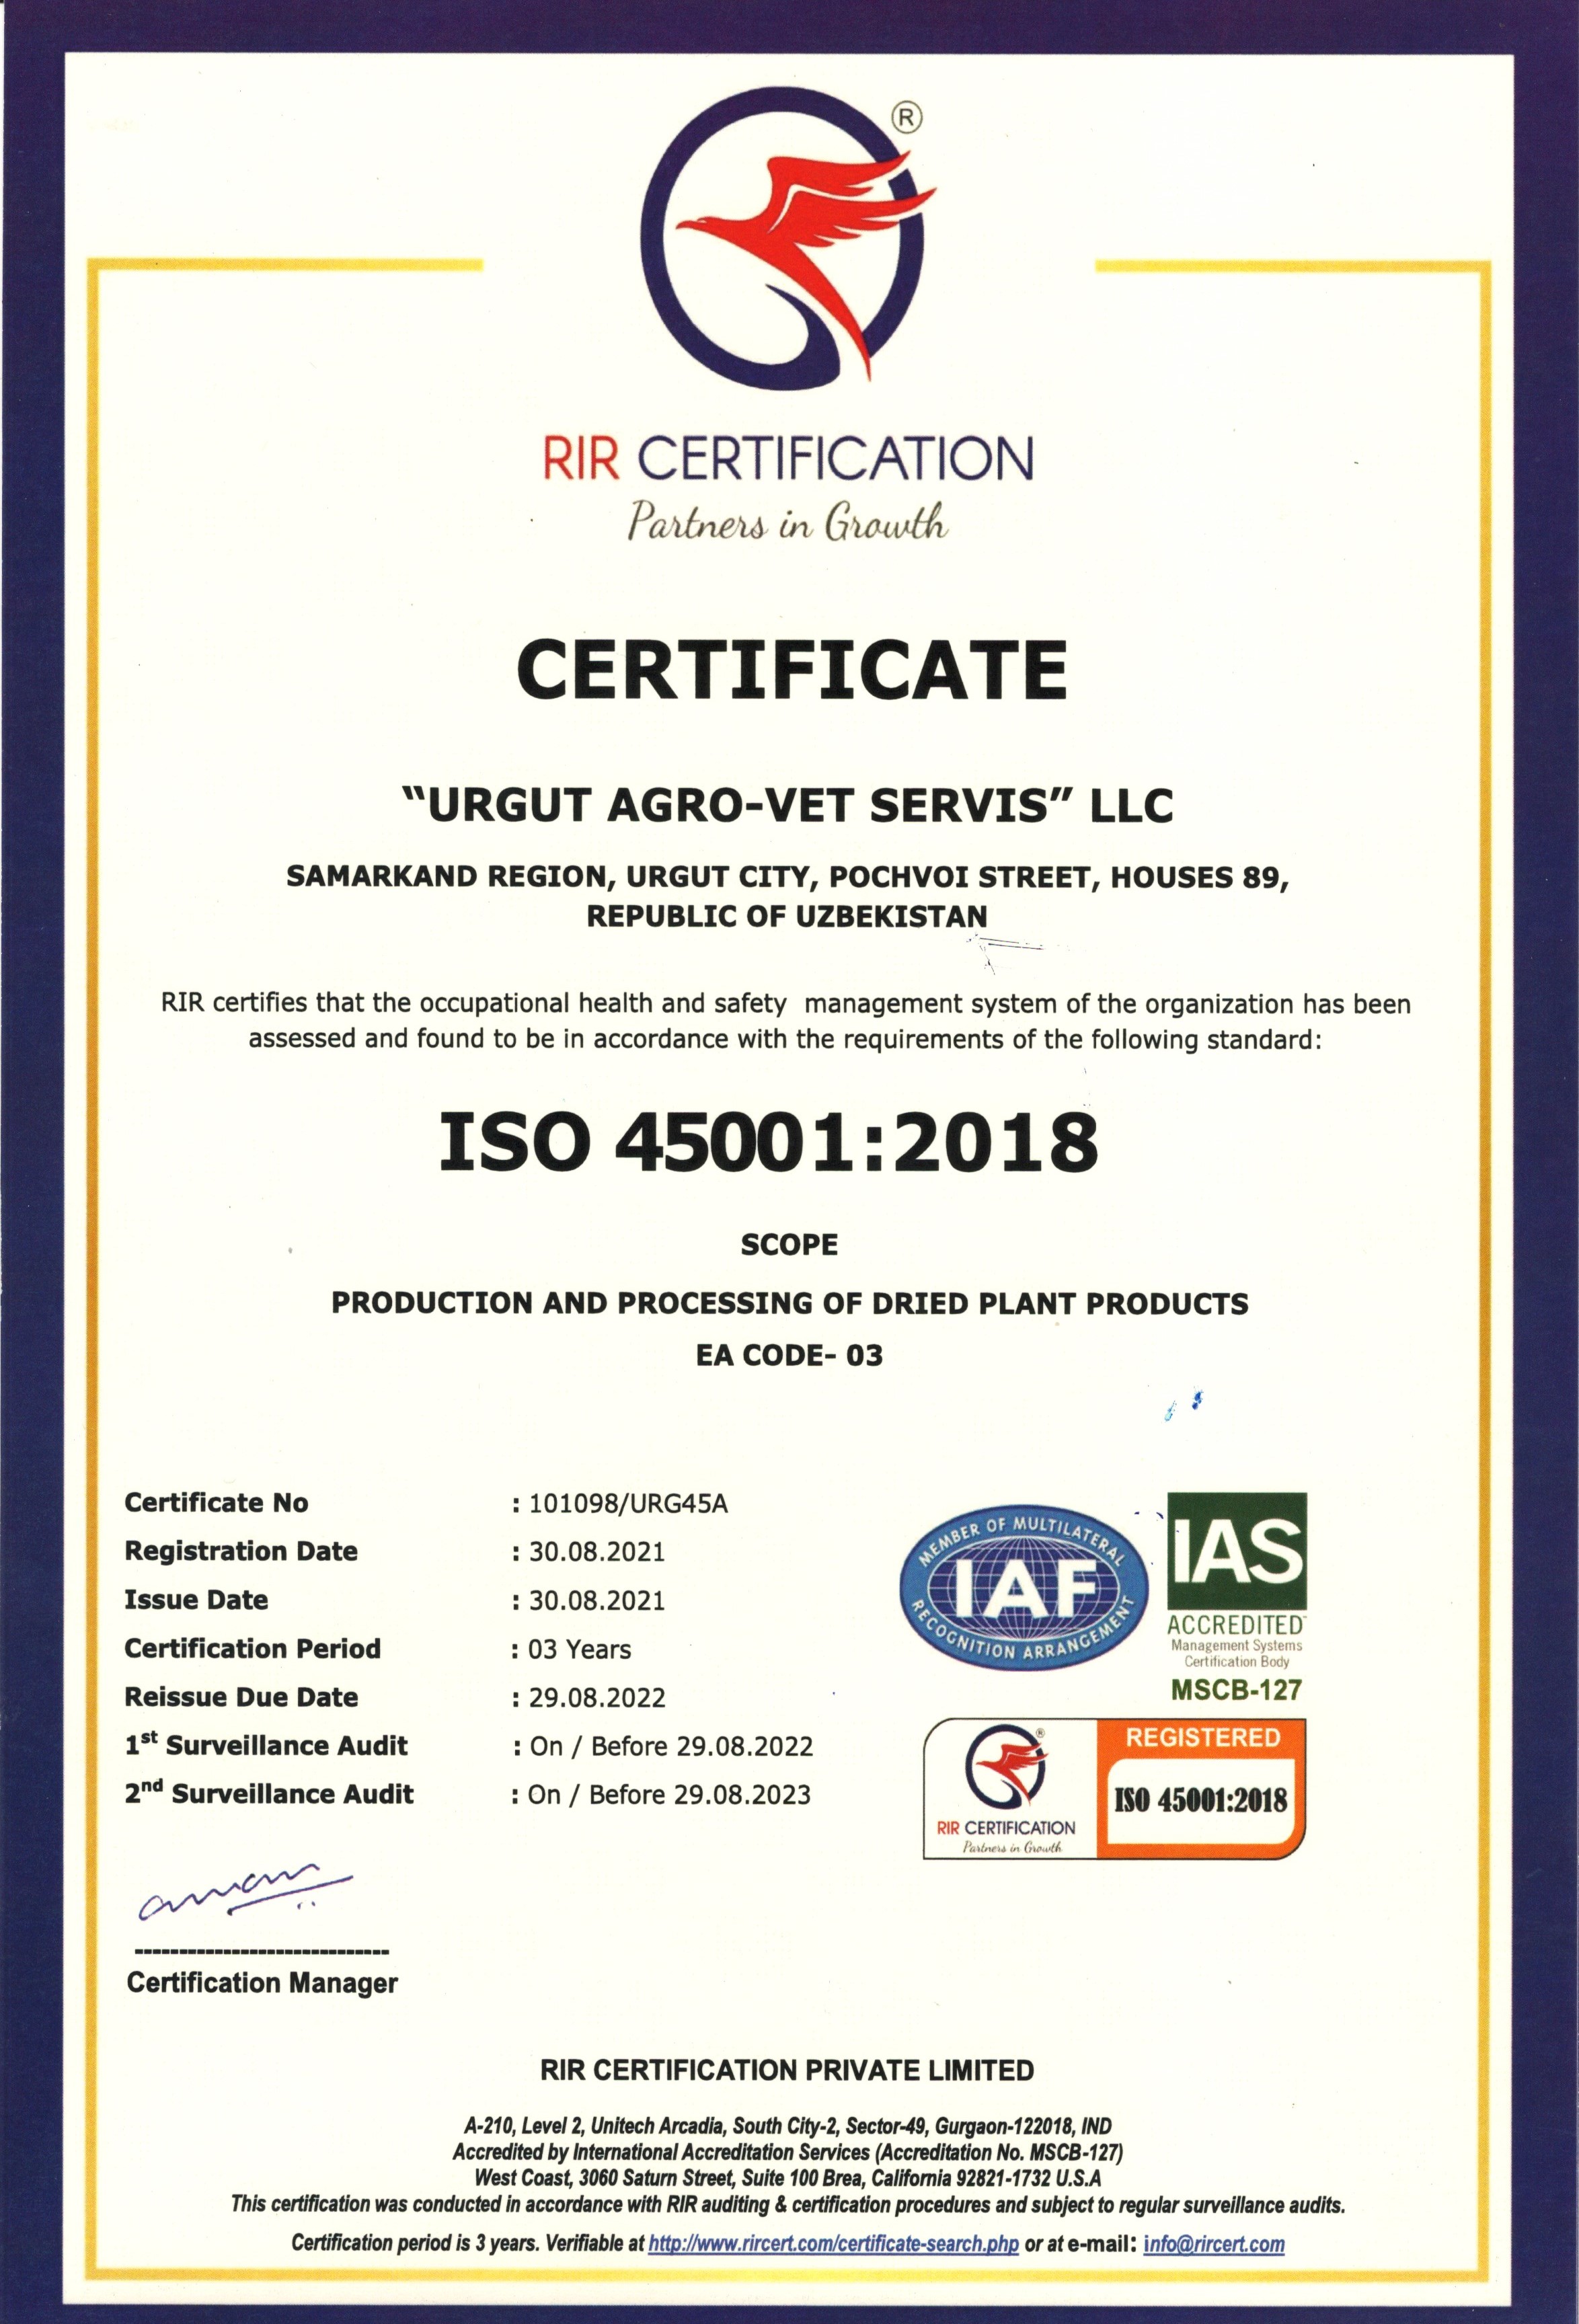 ®
RIR CERTIFICATION
Partners in Growth
CERTIFICATE
“URGUT AGRO-VET SERVIS” LLC
SAMARKAND REGION, URGUT CITY, POCHVOI STREET, HOUSES 89,
REPUBLIC OF UZBEKISTAN
RIR certifies that the occupational health and safety management system of the organization has been
assessed and found to be in accordance with the requirements of the following standard:
ISO 45001:2018
SCOPE
PRODUCTION AND PROCESSING OF DRIED PLANT PRODUCTS
EA CODE- 03
Certificate No : 101098/URG45A
Registration Date : 30.08.2021
Issue Date : 30.08.2021
Certification Period : 03 Years
Reissue Due Date : 29.08.2022
1st Surveillance Audit : On / Before 29.08.2022
2nd Surveillance Audit : On / Before 29.08.2023
MEMBER OF MULTILATERAL
IAF
RECOGNITION ARRANGEMENT
IAS
ACCREDITED™
Management Systems
Certification Body
MSCB-127
®
RIR CERTIFICATION
Partners in Growth
REGISTERED
ISO 45001:2018
aman
-----------------------------
Certification Manager
RIR CERTIFICATION PRIVATE LIMITED
A-210, Level 2, Unitech Arcadia, South City-2, Sector-49, Gurgaon-122018, IND
Accredited by International Accreditation Services (Accreditation No. MSCB-127)
West Coast, 3060 Saturn Street, Suite 100 Brea, California 92821-1732 U.S.A
This certification was conducted in accordance with RIR auditing & certification procedures and subject to regular surveillance audits.
Certification period is 3 years. Verifiable at http://www.rircert.com/certificate-search.php or at e-mail: info@rircert.com